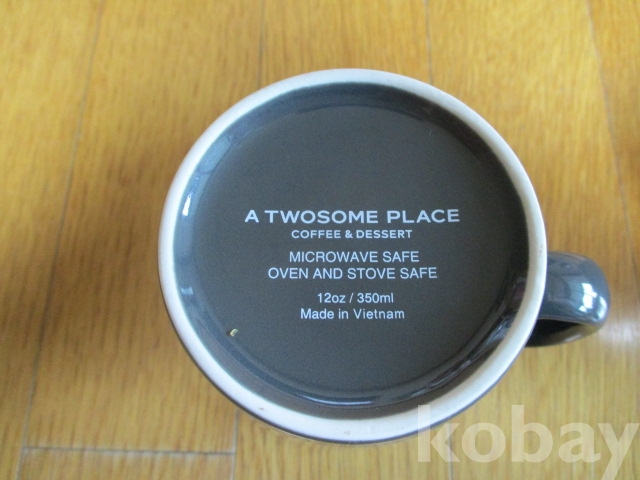 A TWOSOME PLACE
COFFEE & DESSERT
MICROWAVE SAFE
OVEN AND STOVE SAFE
12oz / 350ml
Made in Vietnam
kobay